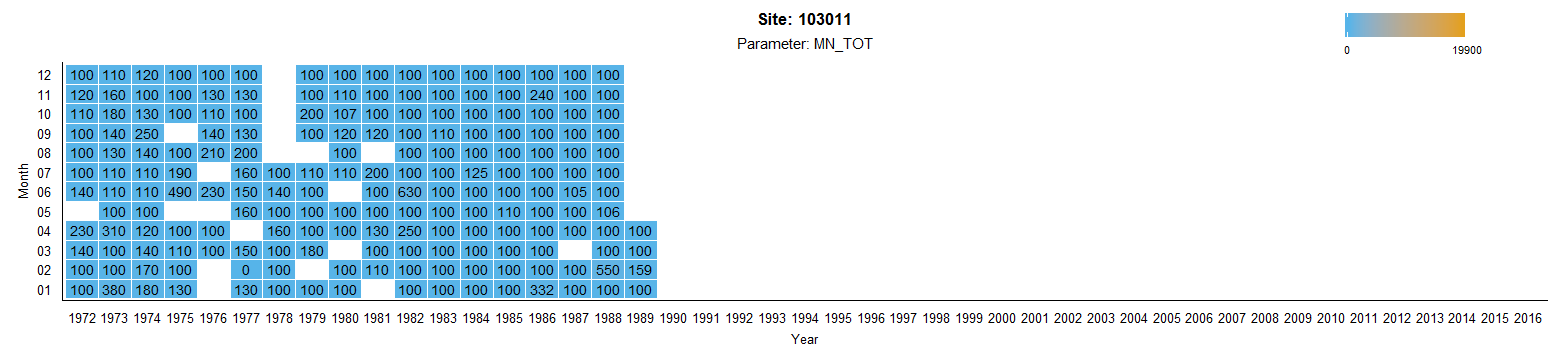 Site: 103011
Parameter: MN_TOT
0 19900
Month
12 100 110 120 100 100 100 100 100 100 100 100 100 100 100 100 100
11 120 160 100 100 130 130 100 110 100 100 100 100 100 240 100 100
10 110 180 130 100 110 100 200 107 100 100 100 100 100 100 100 100
09 100 140 250 140 130 100 120 120 100 110 100 100 100 100 100
08 100 130 140 100 210 200 100 100 100 100 100 100 100 100
07 100 110 110 190 160 100 110 110 200 100 100 125 100 100 100 100
06 140 110 110 490 230 150 140 100 100 630 100 100 100 100 105 100
05 100 100 160 100 100 100 100 100 100 100 110 100 100 106
04 230 310 120 100 100 160 100 100 130 250 100 100 100 100 100 100 100
03 140 100 140 110 100 150 100 180 100 100 100 100 100 100 100 100
02 100 100 170 100 0 100 100 110 100 100 100 100 100 100 550 159
01 100 380 180 130 130 100 100 100 100 100 100 100 332 100 100 100
1972 1973 1974 1975 1976 1977 1978 1979 1980 1981 1982 1983 1984 1985 1986 1987 1988 1989 1990 1991 1992 1993 1994 1995 1996 1997 1998 1999 2000 2001 2002 2003 2004 2005 2006 2007 2008 2009 2010 2011 2012 2013 2014 2015 2016
Year